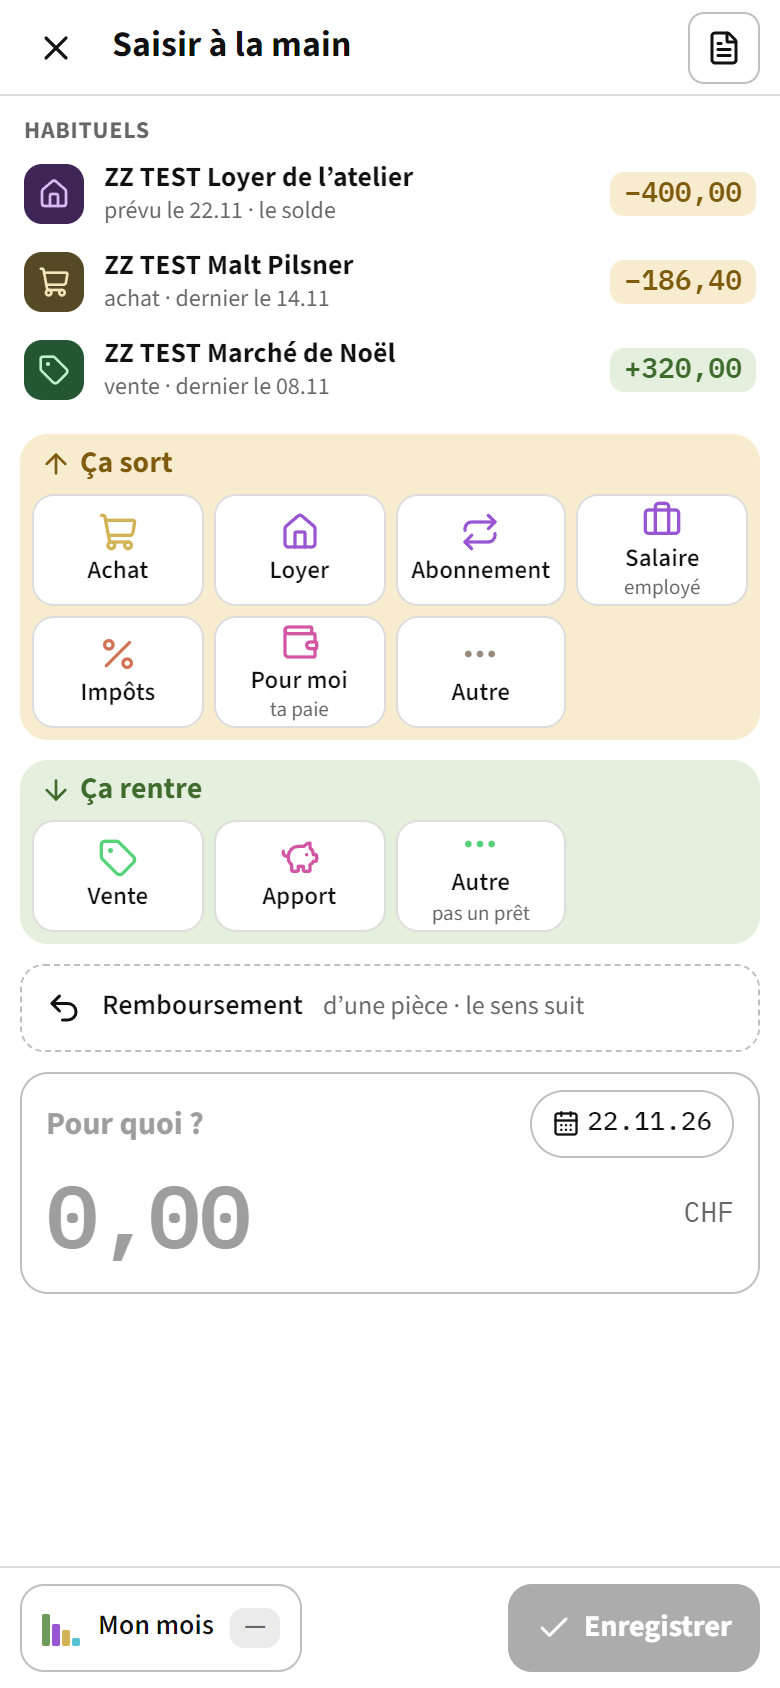 Saisir à la main
HABITUELS
ZZ TEST Loyer de l’atelier
prévu le 22.11 · le solde
−400,00
ZZ TEST Malt Pilsner
achat · dernier le 14.11
−186,40
ZZ TEST Marché de Noël
vente · dernier le 08.11
+320,00
Ça sort
Achat
Loyer
Abonnement
Salaire
employé
Impôts
Pour moi
ta paie
Autre
Ça rentre
Vente
Apport
Autre
pas un prêt
Remboursement d’une pièce · le sens suit
Pour quoi ?
22.11.26
0,00
CHF
Mon mois —
Enregistrer